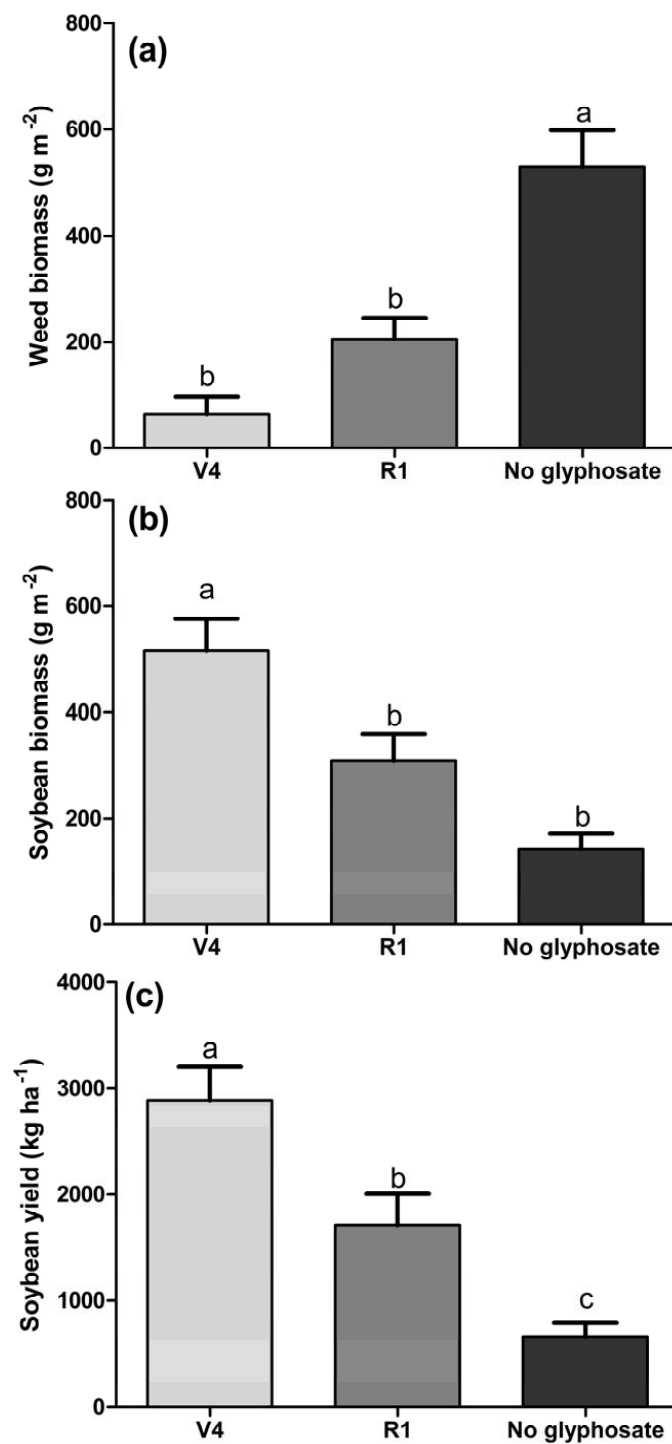 (a)
Weed biomass (g m⁻²)
800
600
400
200
0
b
b
a
V4 R1 No glyphosate
(b)
Soybean biomass (g m⁻²)
800
600
400
200
0
a
b
b
V4 R1 No glyphosate
(c)
Soybean yield (kg ha⁻¹)
4000
3000
2000
1000
0
a
b
c
V4 R1 No glyphosate